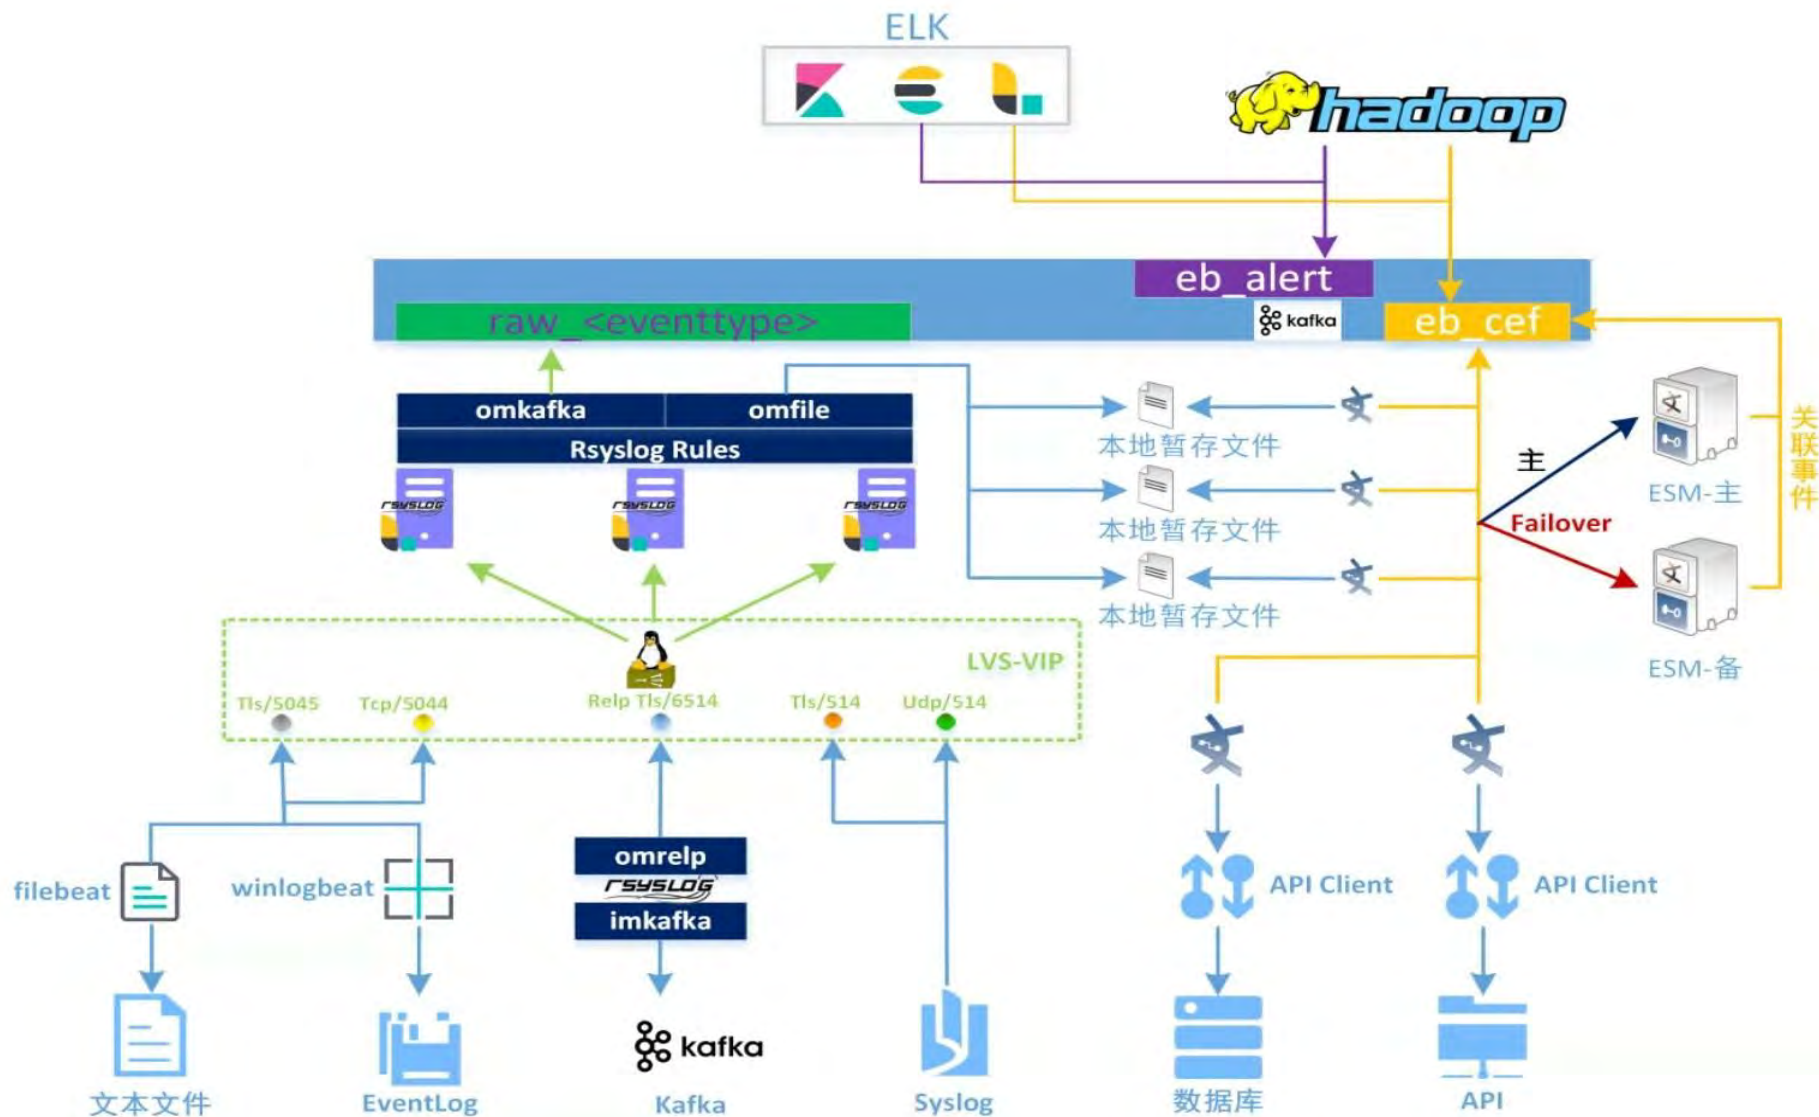 ELK
hadoop
eb_alert
raw_<eventtype>
kafka
eb_cef
omkafka
omfile
Rsyslog Rules
RSYSLOG
RSYSLOG
RSYSLOG
本地暂存文件
本地暂存文件
本地暂存文件
主
Failover
ESM-主
ESM-备
关联事件
LVS-VIP
Tls/5045
Tcp/5044
Relp Tls/6514
Tls/514
Udp/514
filebeat
winlogbeat
omrelp
RSYSLOG
imkafka
API Client
API Client
kafka
文本文件
EventLog
Kafka
Syslog
数据库
API